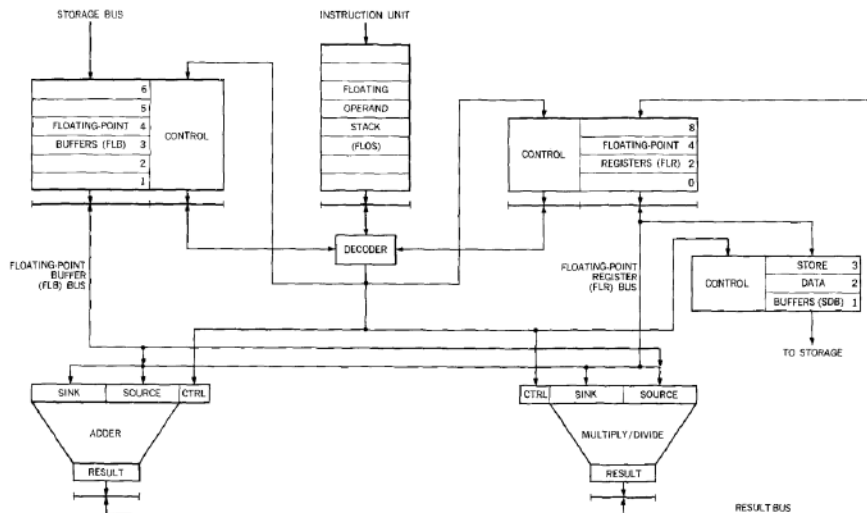 STORAGE BUS
INSTRUCTION UNIT
6
5
FLOATING-POINT 4
BUFFERS (FLB) 3
2
1
CONTROL
FLOATING
OPERAND
STACK
(FLOS)
CONTROL
8
FLOATING-POINT 4
REGISTERS (FLR) 2
0
DECODER
FLOATING-POINT
BUFFER
(FLB) BUS
FLOATING-POINT
REGISTER
(FLR) BUS
CONTROL
STORE 3
DATA 2
BUFFERS (SDB) 1
TO STORAGE
SINK SOURCE CTRL
ADDER
RESULT
CTRL SINK SOURCE
MULTIPLY/DIVIDE
RESULT
RESULT BUS